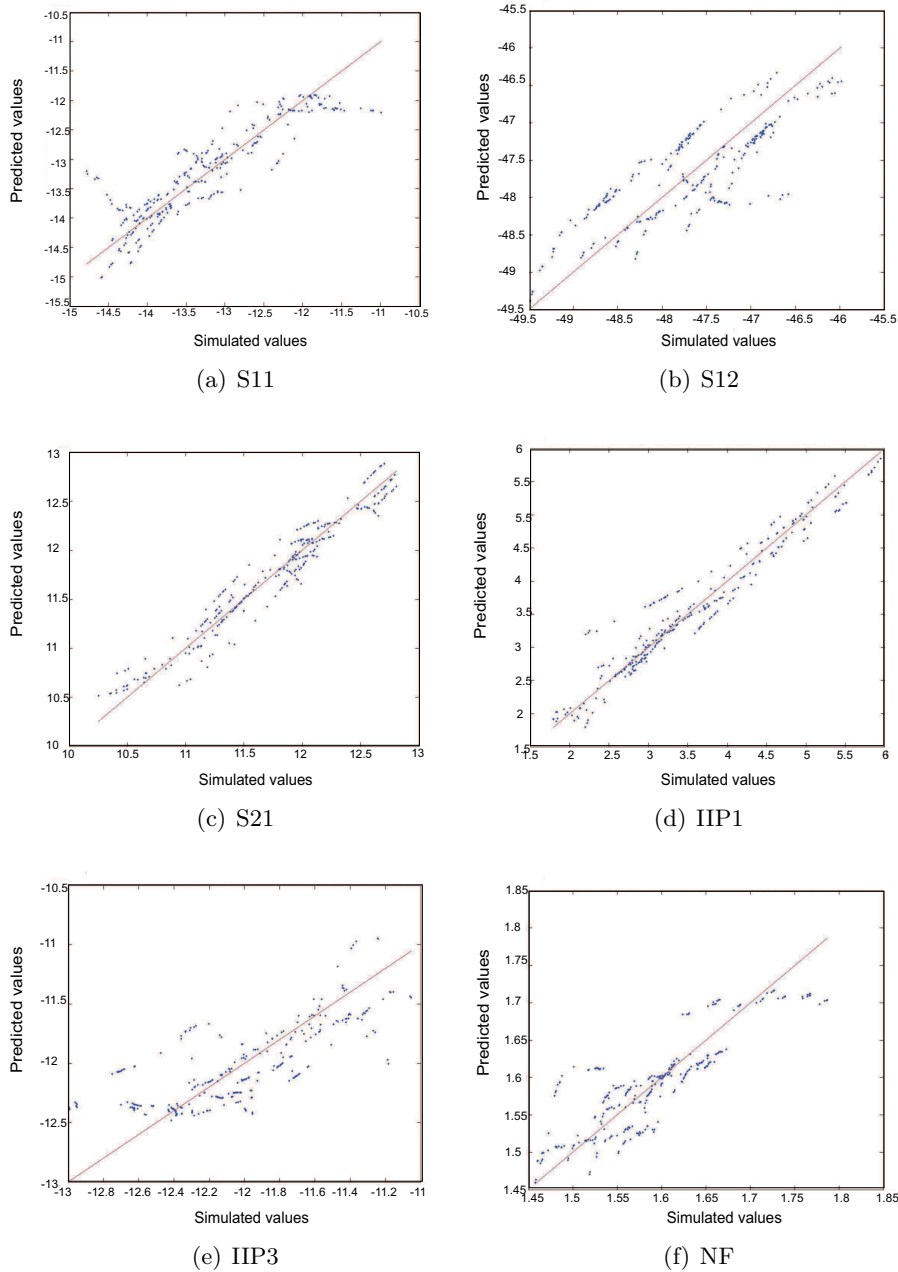 -10.5
-11
-11.5
-12
-12.5
-13
-13.5
-14
-14.5
-15
-15.5
-15 -14.5 -14 -13.5 -13 -12.5 -12 -11.5 -11 -10.5
Predicted values
Simulated values
(a) S11
-45.5
-46
-46.5
-47
-47.5
-48
-48.5
-49
-49.5
-49.5 -49 -48.5 -48 -47.5 -47 -46.5 -46 -45.5
Predicted values
Simulated values
(b) S12
13
12.5
12
11.5
11
10.5
10
10 10.5 11 11.5 12 12.5 13
Predicted values
Simulated values
(c) S21
6
5.5
5
4.5
4
3.5
3
2.5
2
1.5
1.5 2 2.5 3 3.5 4 4.5 5 5.5 6
Predicted values
Simulated values
(d) IIP1
-10.5
-11
-11.5
-12
-12.5
-13
-13 -12.8 -12.6 -12.4 -12.2 -12 -11.8 -11.6 -11.4 -11.2 -11
Predicted values
Simulated values
(e) IIP3
1.85
1.8
1.75
1.7
1.65
1.6
1.55
1.5
1.45
1.45 1.5 1.55 1.6 1.65 1.7 1.75 1.8 1.85
Predicted values
Simulated values
(f) NF